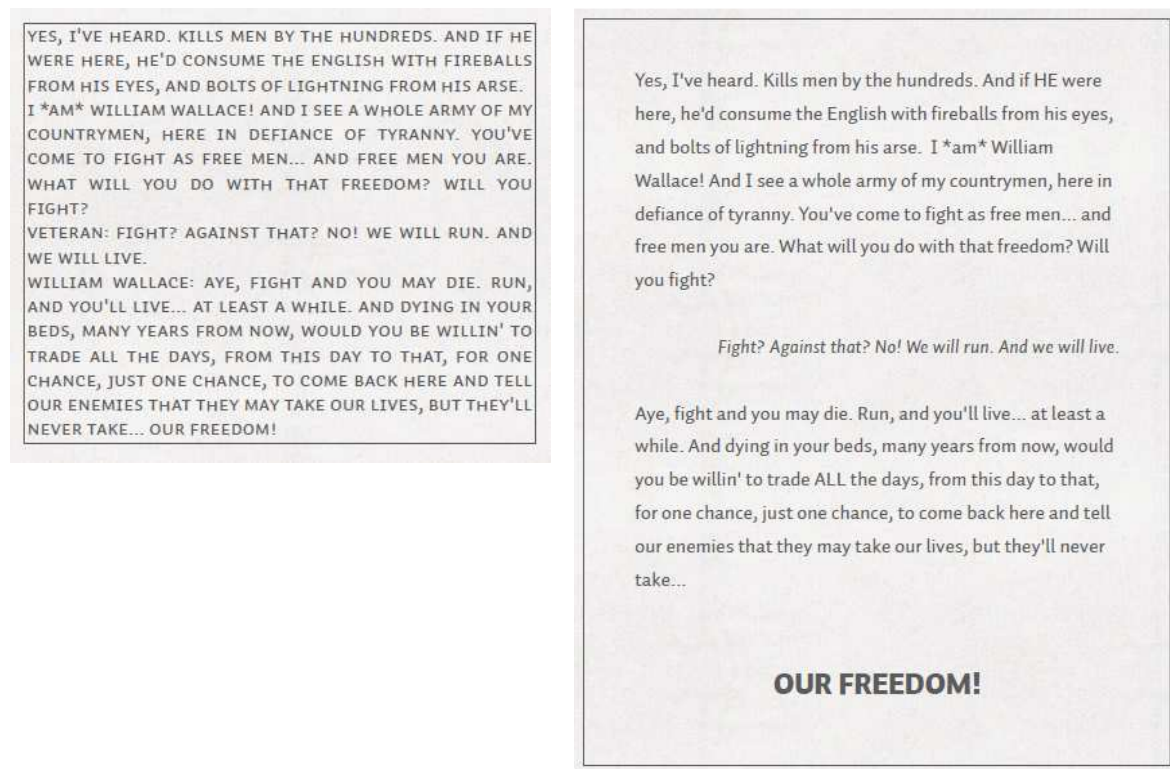 YES, I'VE HEARD. KILLS MEN BY THE HUNDREDS. AND IF HE
WERE HERE, HE'D CONSUME THE ENGLISH WITH FIREBALLS
FROM HIS EYES, AND BOLTS OF LIGHTNING FROM HIS ARSE.
I *AM* WILLIAM WALLACE! AND I SEE A WHOLE ARMY OF MY
COUNTRYMEN, HERE IN DEFIANCE OF TYRANNY. YOU'VE
COME TO FIGHT AS FREE MEN... AND FREE MEN YOU ARE.
WHAT WILL YOU DO WITH THAT FREEDOM? WILL YOU
FIGHT?
VETERAN: FIGHT? AGAINST THAT? NO! WE WILL RUN. AND
WE WILL LIVE.
WILLIAM WALLACE: AYE, FIGHT AND YOU MAY DIE. RUN,
AND YOU'LL LIVE... AT LEAST A WHILE. AND DYING IN YOUR
BEDS, MANY YEARS FROM NOW, WOULD YOU BE WILLIN' TO
TRADE ALL THE DAYS, FROM THIS DAY TO THAT, FOR ONE
CHANCE, JUST ONE CHANCE, TO COME BACK HERE AND TELL
OUR ENEMIES THAT THEY MAY TAKE OUR LIVES, BUT THEY'LL
NEVER TAKE... OUR FREEDOM!
Yes, I've heard. Kills men by the hundreds. And if HE were
here, he'd consume the English with fireballs from his eyes,
and bolts of lightning from his arse. I *am* William
Wallace! And I see a whole army of my countrymen, here in
defiance of tyranny. You've come to fight as free men... and
free men you are. What will you do with that freedom? Will
you fight?
Fight? Against that? No! We will run. And we will live.
Aye, fight and you may die. Run, and you'll live... at least a
while. And dying in your beds, many years from now, would
you be willin' to trade ALL the days, from this day to that,
for one chance, just one chance, to come back here and tell
our enemies that they may take our lives, but they'll never
take...
OUR FREEDOM!